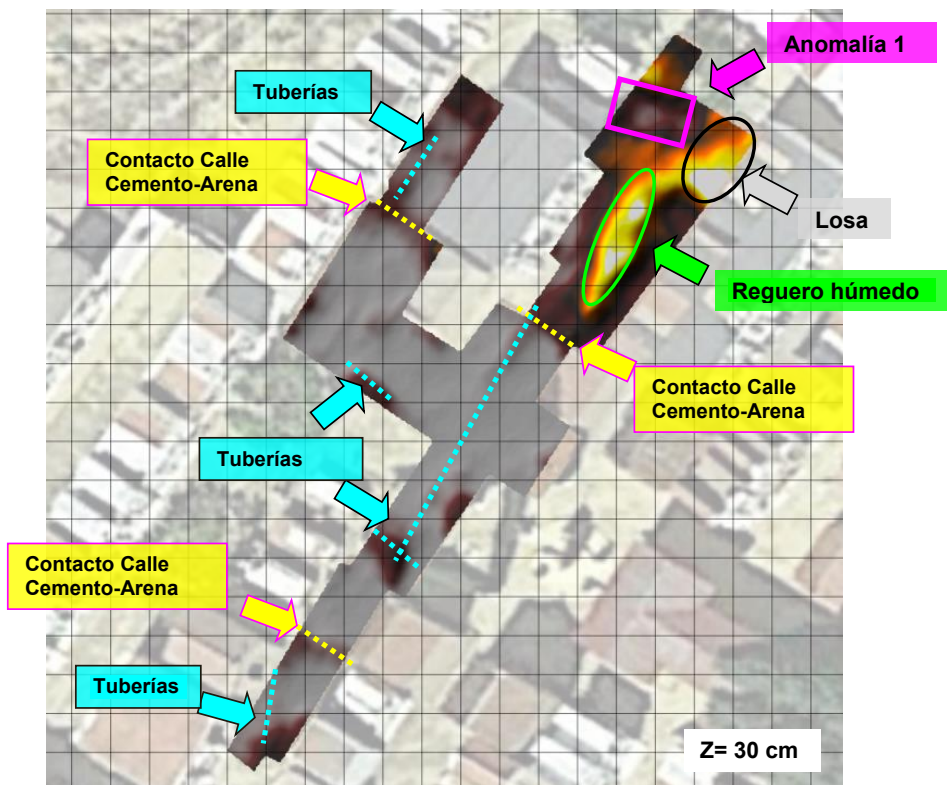 Anomalía 1
Tuberías
Contacto Calle
Cemento-Arena
Losa
Reguero húmedo
Contacto Calle
Cemento-Arena
Tuberías
Contacto Calle
Cemento-Arena
Tuberías
Z= 30 cm